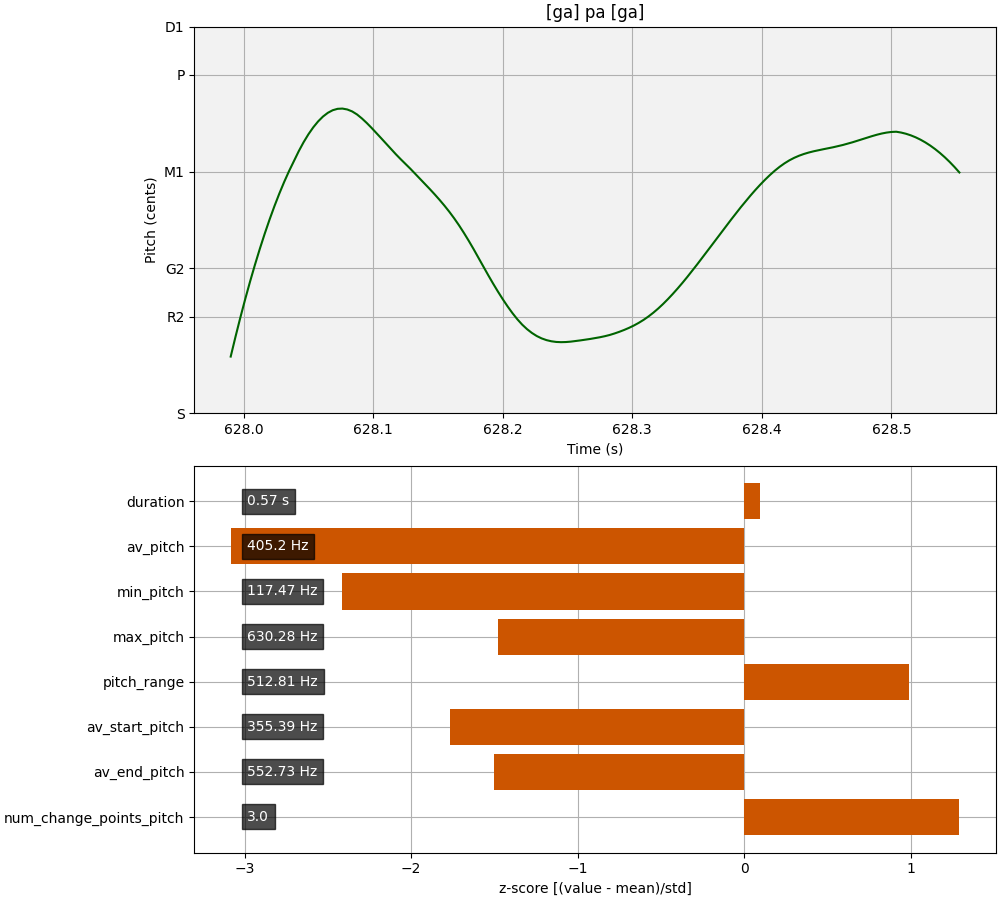 [ga] pa [ga]
D1
P
M1
G2
R2
S
Pitch (cents)
628.0 628.1 628.2 628.3 628.4 628.5
Time (s)
duration 0.57 s
av_pitch 405.2 Hz
min_pitch 117.47 Hz
max_pitch 630.28 Hz
pitch_range 512.81 Hz
av_start_pitch 355.39 Hz
av_end_pitch 552.73 Hz
num_change_points_pitch 3.0
−3 −2 −1 0 1
z-score [(value - mean)/std]